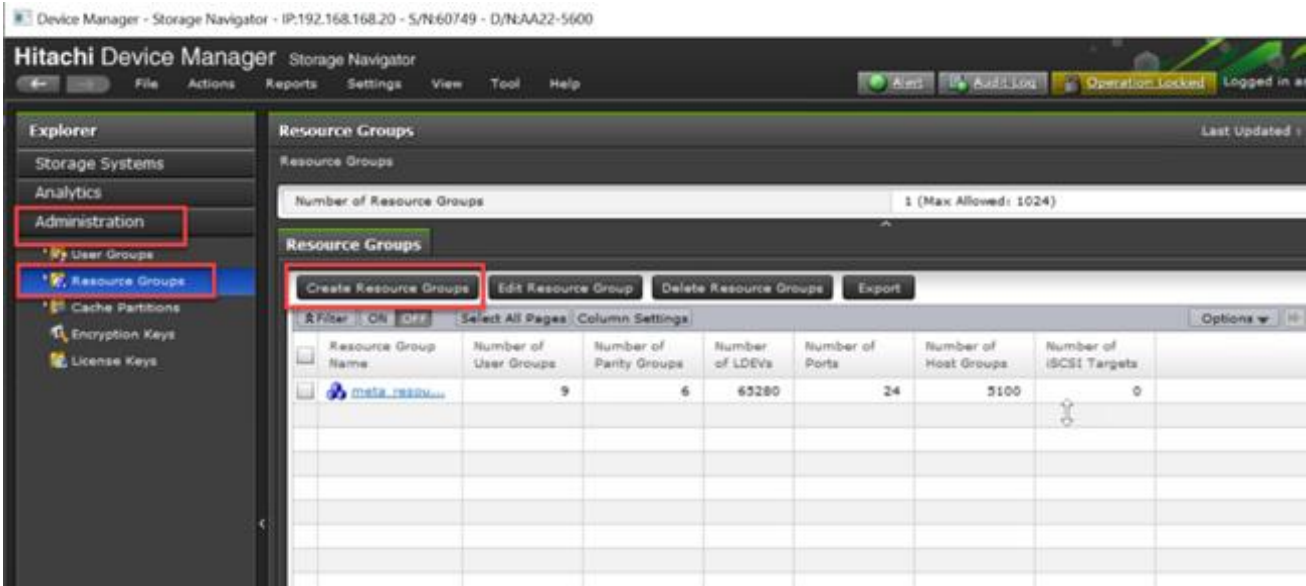 Device Manager - Storage Navigator - IP:192.168.168.20 - S/N:60749 - D/N:AA22-5600
Hitachi Device Manager Storage Navigator
File Actions Reports Settings View Tool Help
Alert Audit Log Operation Locked Logged in as
Explorer
Storage Systems
Analytics
Administration
User Groups
Resource Groups
Cache Partitions
Encryption Keys
License Keys
Resource Groups Last Updated :
Resource Groups
Number of Resource Groups 1 (Max Allowed: 1024)
Resource Groups
Create Resource Groups Edit Resource Group Delete Resource Groups Export
Filter ON OFF Select All Pages Column Settings Options
Resource Group Name Number of User Groups Number of Parity Groups Number of LDEVs Number of Ports Number of Host Groups Number of iSCSI Targets
meta_resou... 9 6 65280 24 5100 0